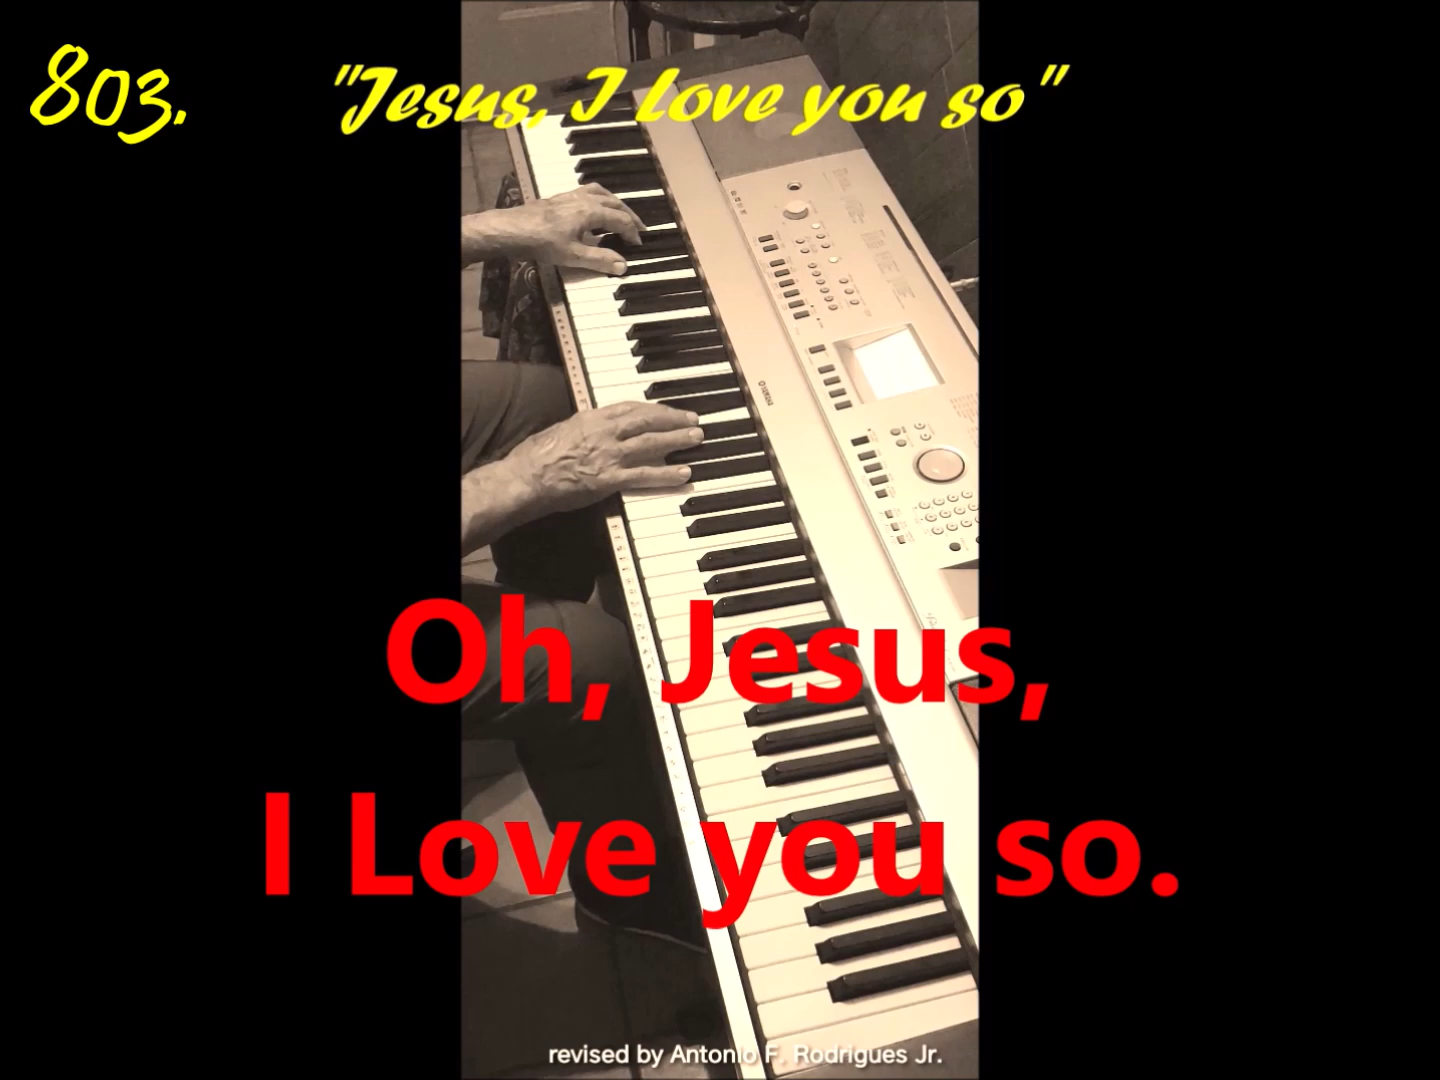 803. "Jesus, I Love you so"
Oh, Jesus,
I Love you so.
revised by Antonio F. Rodrigues Jr.